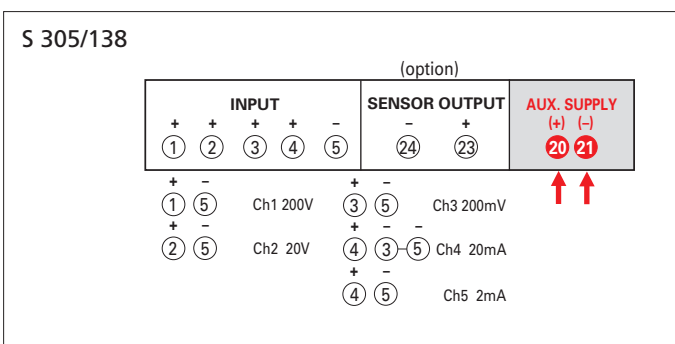 S 305/138
(option)
INPUT SENSOR OUTPUT AUX. SUPPLY
+ + + + – – + (+) (–)
1 2 3 4 5 24 23 20 21
+ – + –
1 5 Ch1 200V 3 5 Ch3 200mV
+ – + – –
2 5 Ch2 20V 4 3 5 Ch4 20mA
+ –
4 5 Ch5 2mA